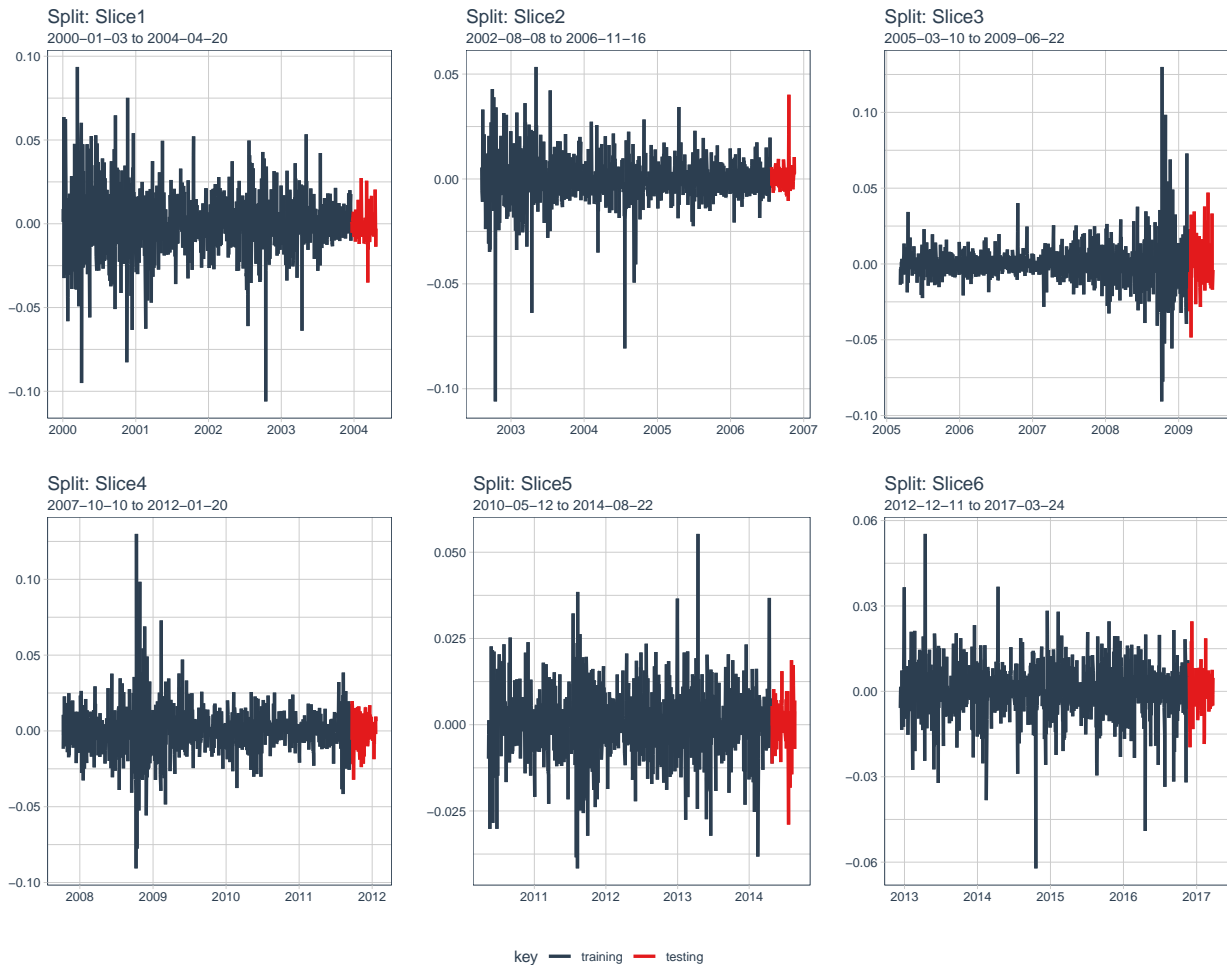 Split: Slice1
2000−01−03 to 2004−04−20
0.10
0.05
0.00
−0.05
−0.10
2000 2001 2002 2003 2004
Split: Slice2
2002−08−08 to 2006−11−16
0.05
0.00
−0.05
−0.10
2003 2004 2005 2006 2007
Split: Slice3
2005−03−10 to 2009−06−22
0.10
0.05
0.00
−0.05
−0.10
2005 2006 2007 2008 2009
Split: Slice4
2007−10−10 to 2012−01−20
0.10
0.05
0.00
−0.05
−0.10
2008 2009 2010 2011 2012
Split: Slice5
2010−05−12 to 2014−08−22
0.050
0.025
0.000
−0.025
2011 2012 2013 2014
Split: Slice6
2012−12−11 to 2017−03−24
0.06
0.03
0.00
−0.03
−0.06
2013 2014 2015 2016 2017
key training testing